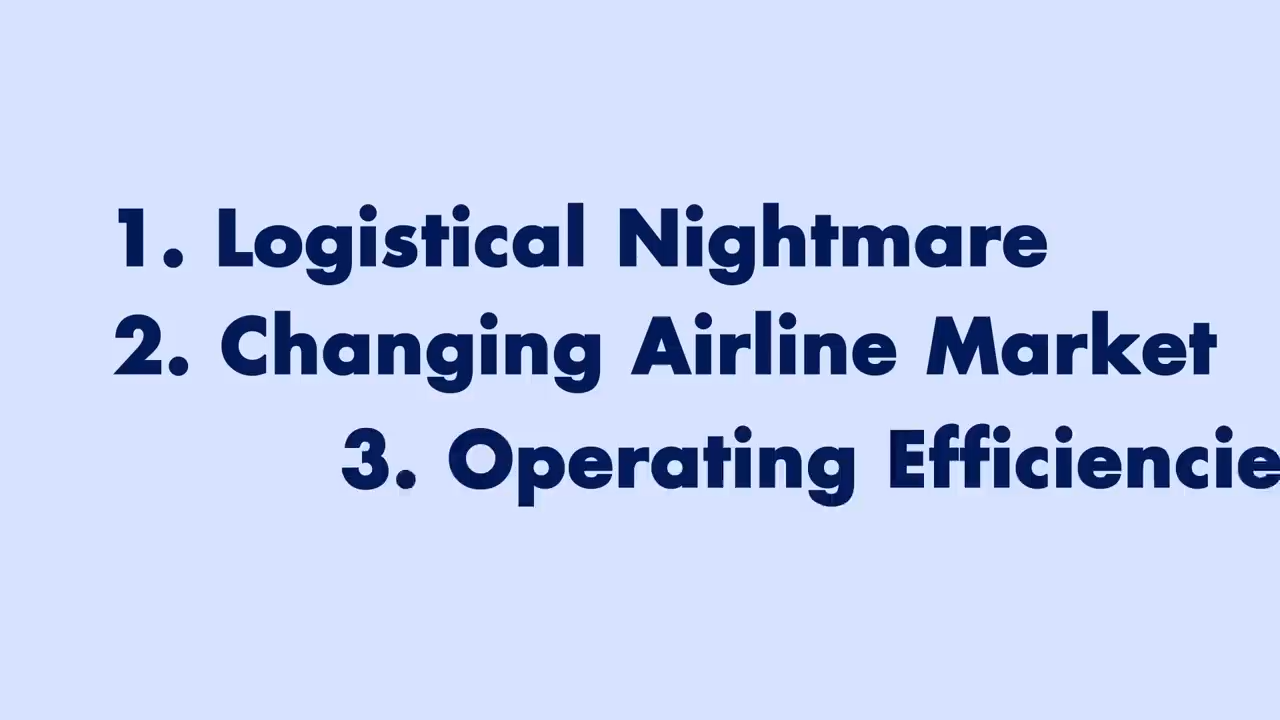 1. Logistical Nightmare
2. Changing Airline Market
3. Operating Efficiencie